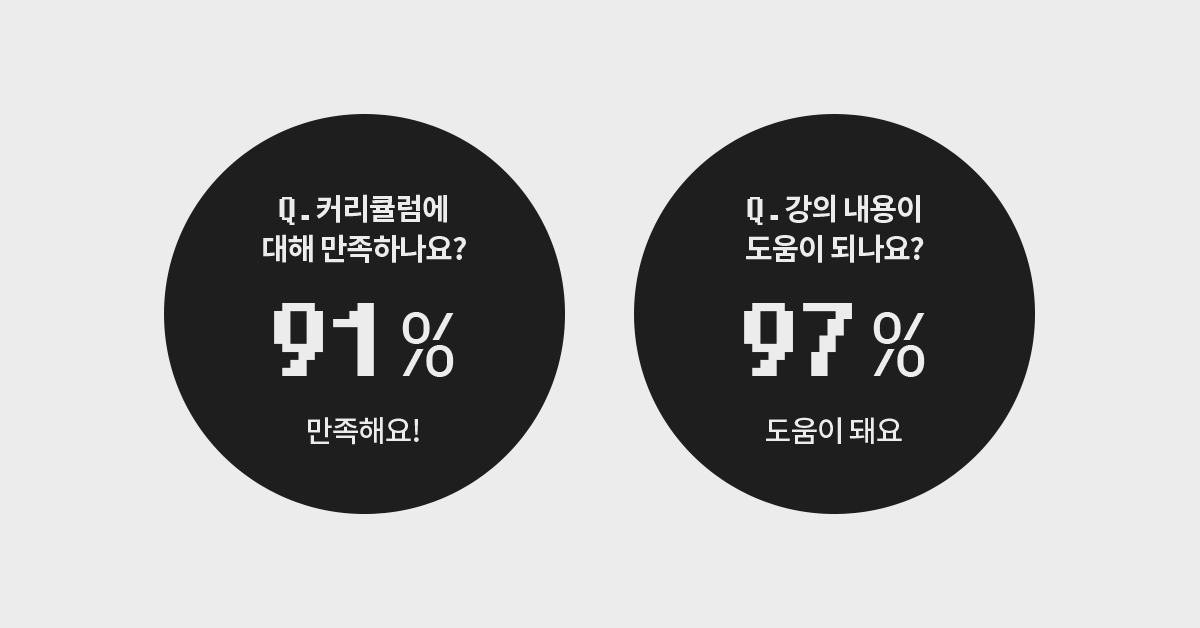 Q.커리큘럼에
대해 만족하나요?
91%
만족해요!
Q.강의 내용이
도움이 되나요?
97%
도움이 돼요